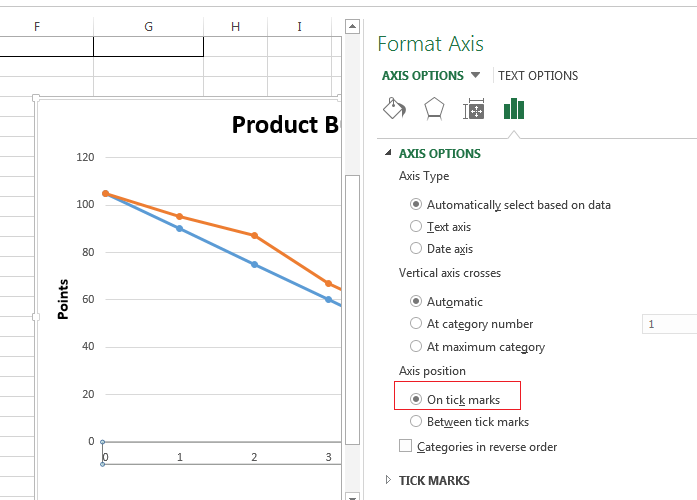 F G H I
Product B
120
100
80
60
40
20
0
Points
0 1 2 3
Format Axis
AXIS OPTIONS TEXT OPTIONS
AXIS OPTIONS
Axis Type
Automatically select based on data
Text axis
Date axis
Vertical axis crosses
Automatic
At category number 1
At maximum category
Axis position
On tick marks
Between tick marks
Categories in reverse order
TICK MARKS